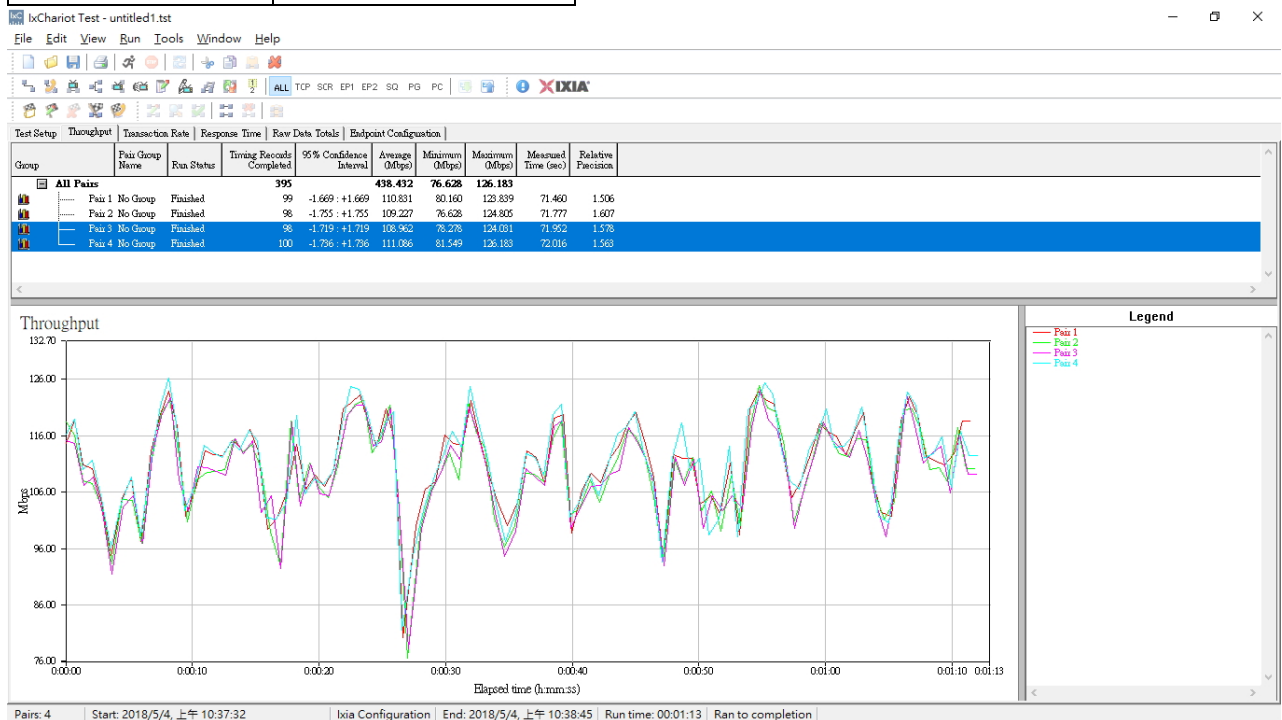 IxChariot Test - untitled1.tst
File Edit View Run Tools Window Help
ALL TCP SCR EP1 EP2 SQ PG PC XIXIA
Test Setup Throughput Transaction Rate Response Time Raw Data Totals Endpoint Configuration
Group Pair Group Name Run Status Timing Records Completed 95% Confidence Interval Average (Mbps) Minimum (Mbps) Maximum (Mbps) Measured Time (sec) Relative Precision
All Pairs 395 438.432 76.628 126.183
Pair 1 No Group Finished 99 -1.669 : +1.669 110.831 80.160 123.839 71.460 1.506
Pair 2 No Group Finished 98 -1.755 : +1.755 109.227 76.628 124.805 71.777 1.607
Pair 3 No Group Finished 98 -1.719 : +1.719 108.962 78.278 124.031 71.952 1.578
Pair 4 No Group Finished 100 -1.736 : +1.736 111.086 81.549 126.183 72.016 1.563
Throughput
132.70
126.00
116.00
106.00
96.00
86.00
76.00
Mbps
0:00:00 0:00:10 0:00:20 0:00:30 0:00:40 0:00:50 0:01:00 0:01:10 0:01:13
Elapsed time (h:mm:ss)
Legend
Pair 1
Pair 2
Pair 3
Pair 4
Pairs: 4 Start: 2018/5/4, 上午 10:37:32 Ixia Configuration End: 2018/5/4, 上午 10:38:45 Run time: 00:01:13 Ran to completion